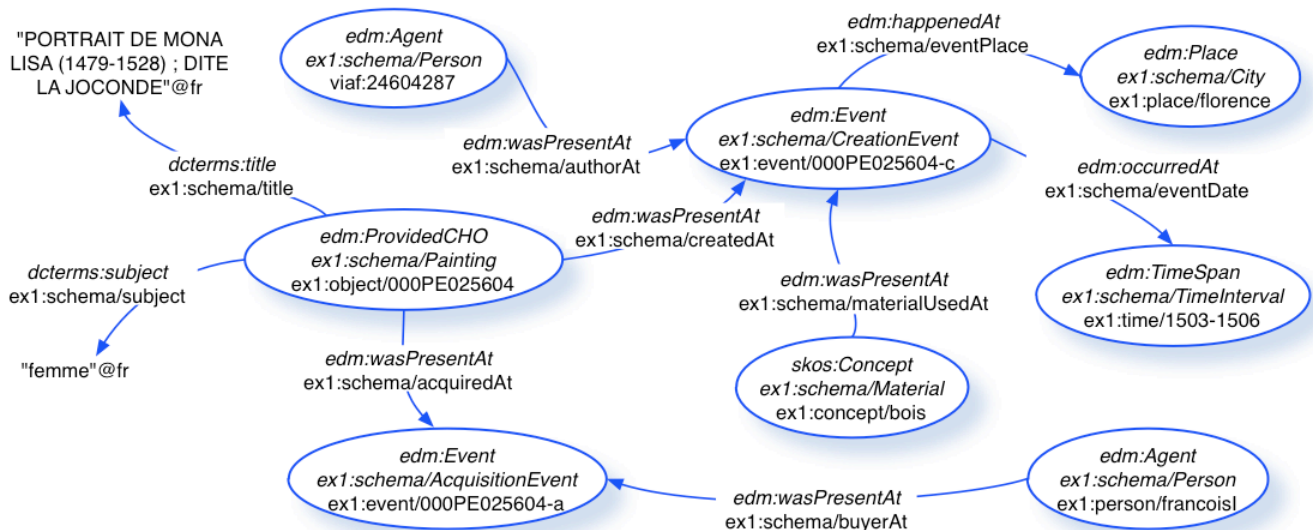 "PORTRAIT DE MONA
LISA (1479-1528) ; DITE
LA JOCONDE"@fr
edm:Agent
ex1:schema/Person
viaf:24604287
edm:happenedAt
ex1:schema/eventPlace
edm:Place
ex1:schema/City
ex1:place/florence
edm:wasPresentAt
ex1:schema/authorAt
edm:Event
ex1:schema/CreationEvent
ex1:event/000PE025604-c
dcterms:title
ex1:schema/title
edm:occurredAt
ex1:schema/eventDate
edm:wasPresentAt
ex1:schema/createdAt
edm:ProvidedCHO
ex1:schema/Painting
ex1:object/000PE025604
dcterms:subject
ex1:schema/subject
edm:wasPresentAt
ex1:schema/materialUsedAt
edm:TimeSpan
ex1:schema/TimeInterval
ex1:time/1503-1506
"femme"@fr
edm:wasPresentAt
ex1:schema/acquiredAt
skos:Concept
ex1:schema/Material
ex1:concept/bois
edm:Event
ex1:schema/AcquisitionEvent
ex1:event/000PE025604-a
edm:wasPresentAt
ex1:schema/buyerAt
edm:Agent
ex1:schema/Person
ex1:person/francoisI